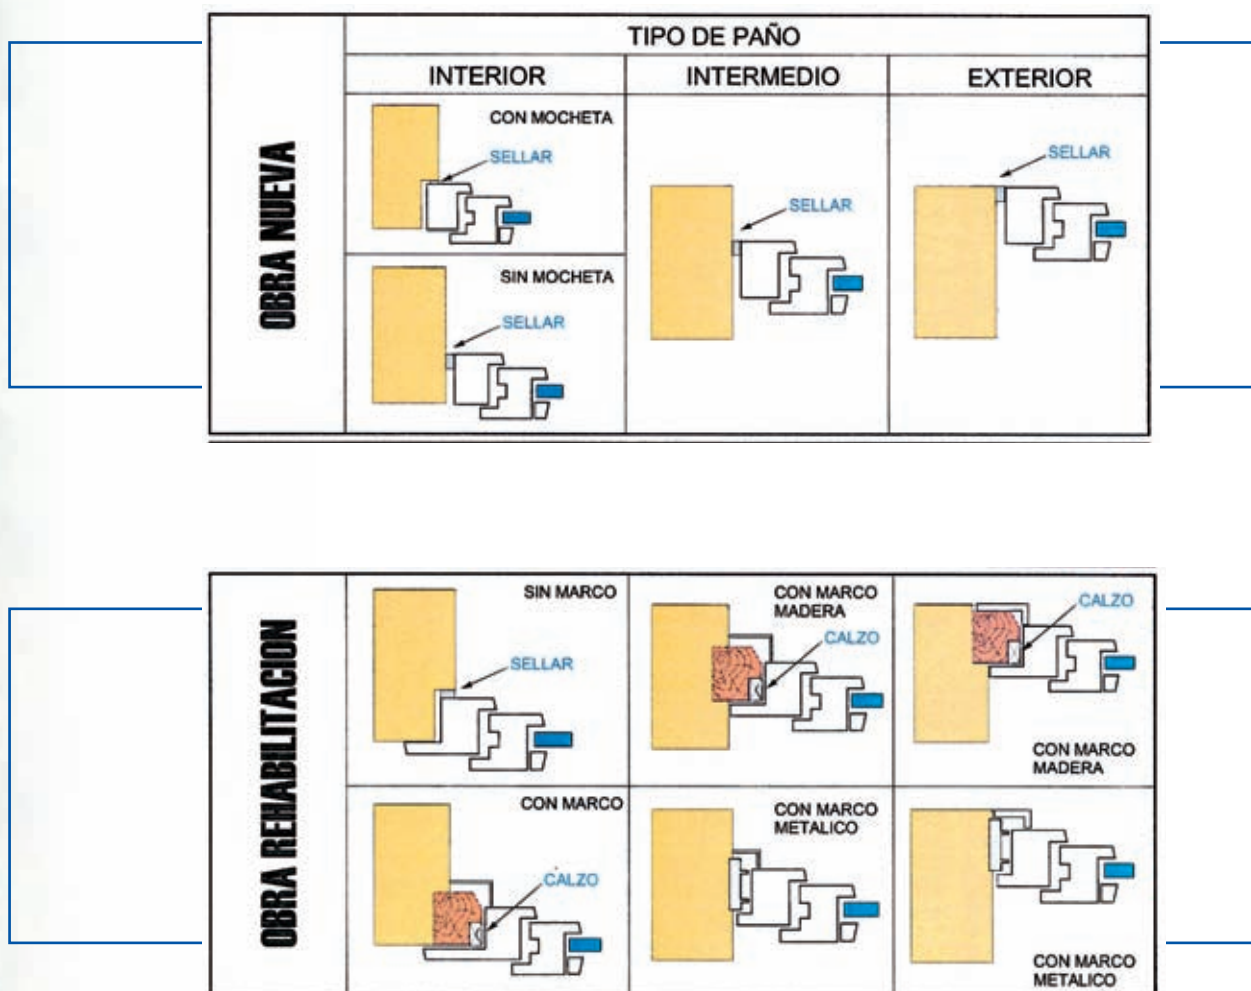 TIPO DE PAÑO
INTERIOR
INTERMEDIO
EXTERIOR
OBRA NUEVA
CON MOCHETA
SELLAR
SIN MOCHETA
SELLAR
SELLAR
SELLAR
OBRA REHABILITACION
SIN MARCO
SELLAR
CON MARCO
MADERA
CALZO
CALZO
CON MARCO
MADERA
CON MARCO
CALZO
CON MARCO
METALICO
CON MARCO
METALICO